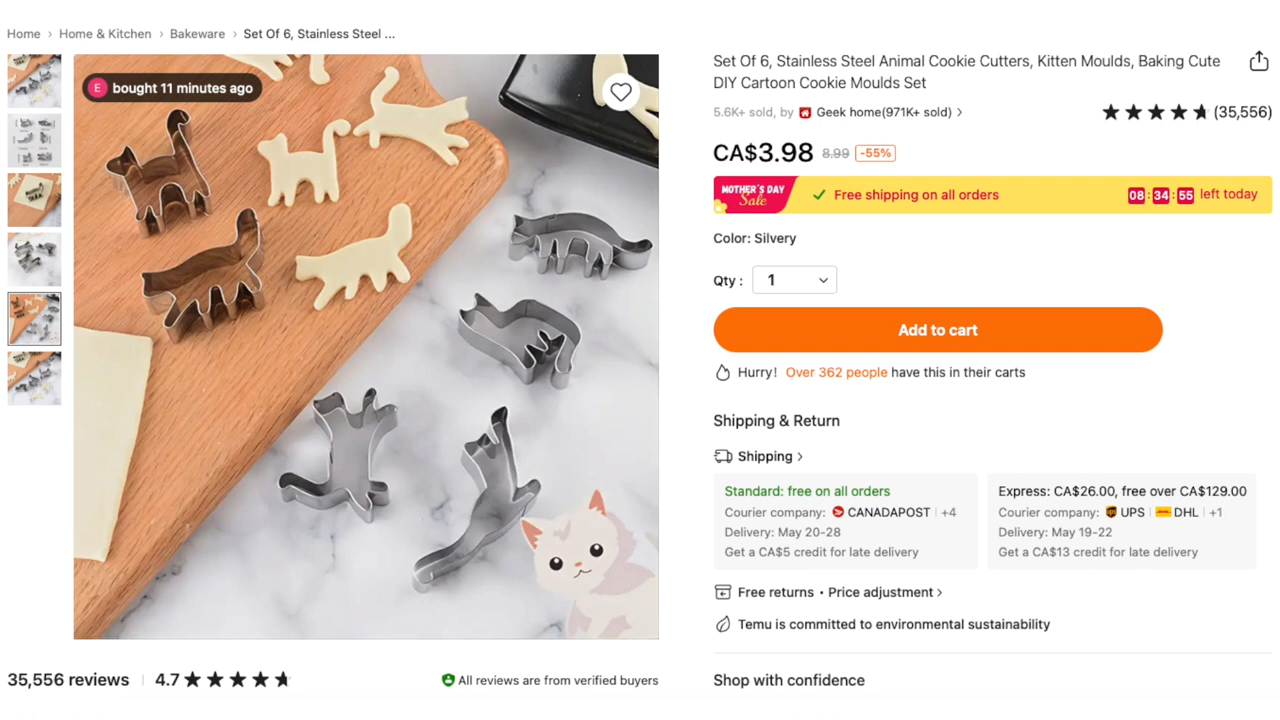 Home › Home & Kitchen › Bakeware › Set Of 6, Stainless Steel ...
E bought 11 minutes ago
Set Of 6, Stainless Steel Animal Cookie Cutters, Kitten Moulds, Baking Cute
DIY Cartoon Cookie Moulds Set
5.6K+ sold, by Geek home(971K+ sold) › (35,556)
CA$3.98 8.99 -55%
MOTHER'S DAY
Sale
Free shipping on all orders 08 : 34 : 55 left today
Color: Silvery
Qty : 1
Add to cart
Hurry! Over 362 people have this in their carts
Shipping & Return
Shipping ›
Standard: free on all orders
Courier company: CANADAPOST | +4
Delivery: May 20-28
Get a CA$5 credit for late delivery
Express: CA$26.00, free over CA$129.00
Courier company: UPS | DHL | +1
Delivery: May 19-22
Get a CA$13 credit for late delivery
Free returns • Price adjustment ›
Temu is committed to environmental sustainability
35,556 reviews | 4.7
All reviews are from verified buyers
Shop with confidence